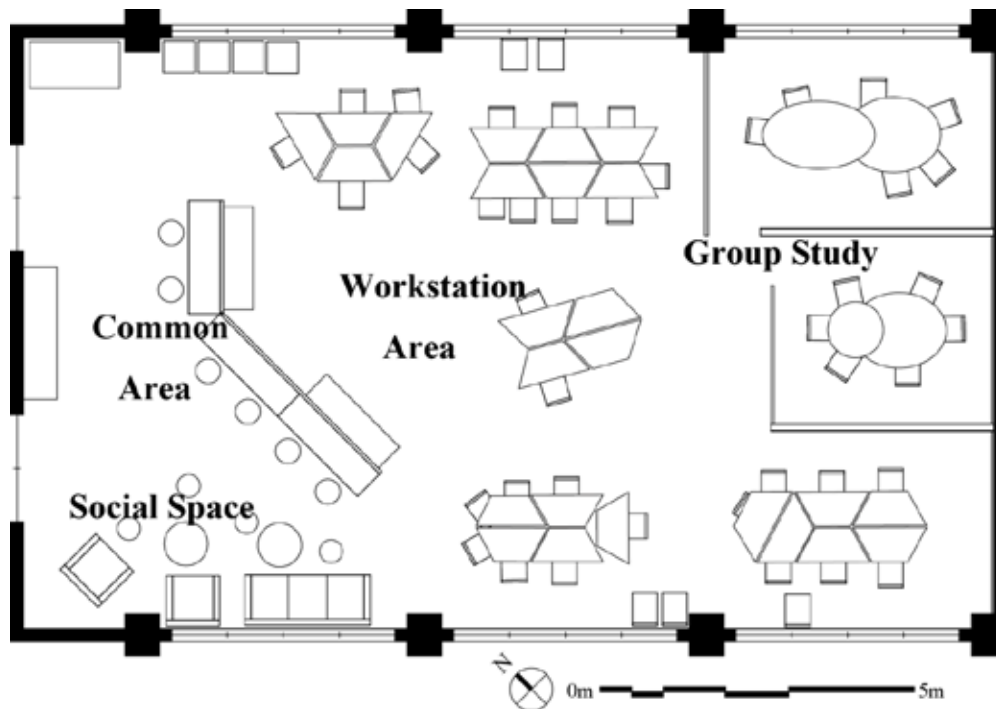 Group Study
Workstation
Area
Common
Area
Social Space
N
0m
5m